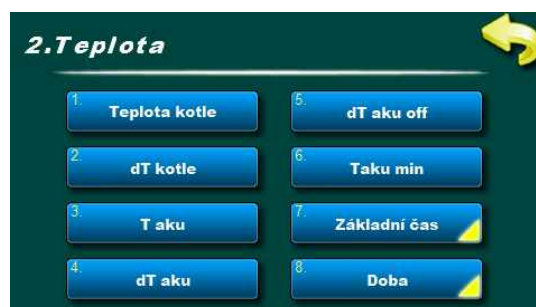 2.Teplota
1. Teplota kotle
2. dT kotle
3. T aku
4. dT aku
5. dT aku off
6. Taku min
7. Základní čas
8. Doba